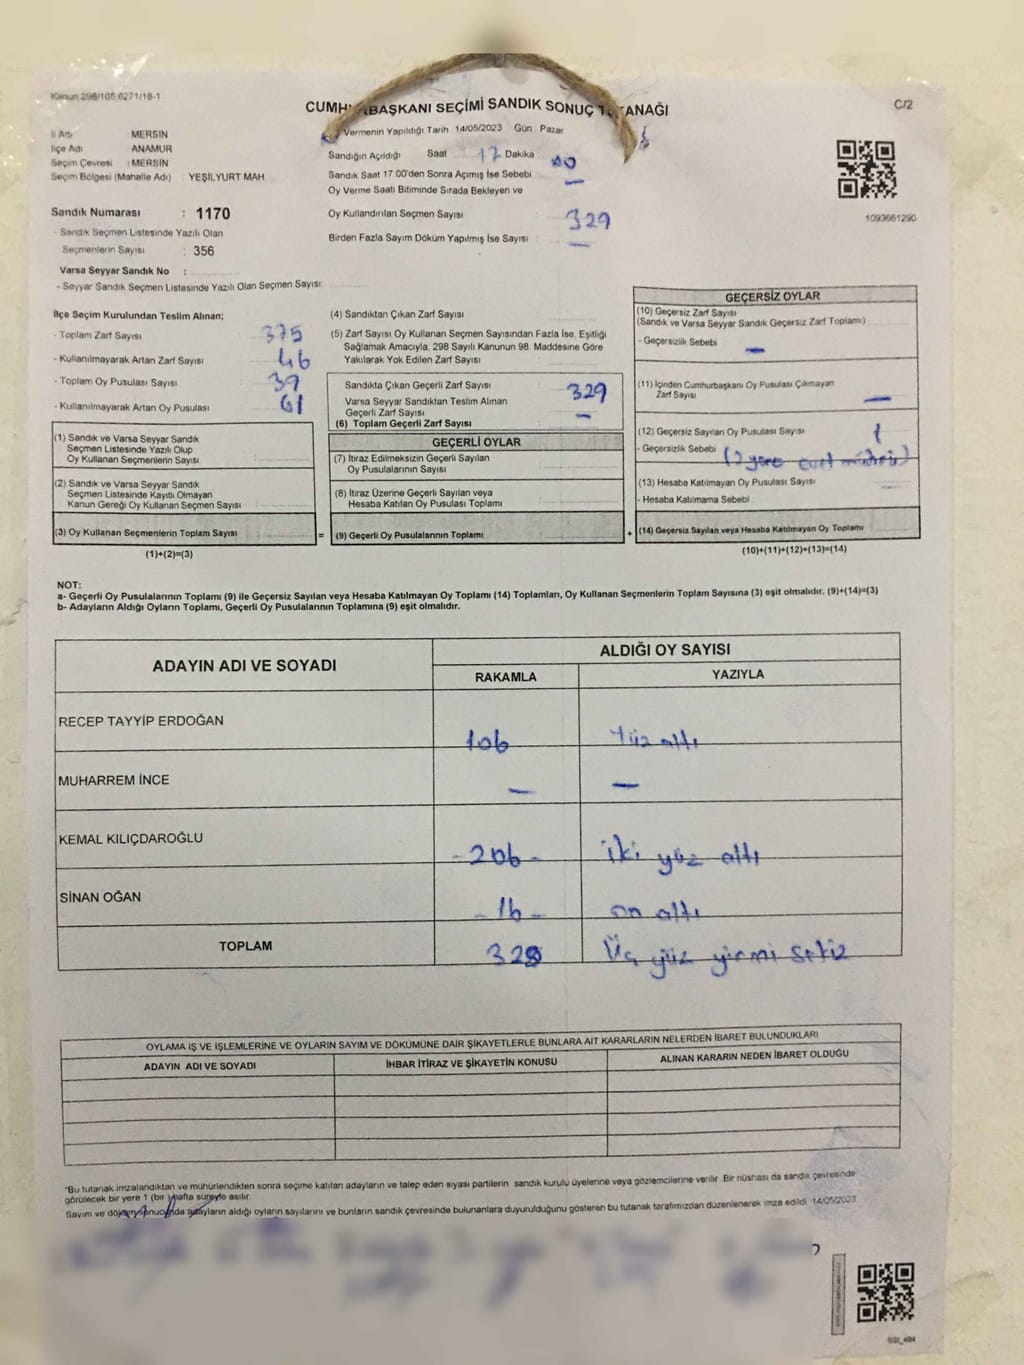 Kanun 298/105,6271/18-1
C/2
CUMHURBAŞKANI SEÇİMİ SANDIK SONUÇ TUTANAĞI
İl Adı MERSİN
İlçe Adı ANAMUR
Seçim Çevresi : MERSİN
Seçim Bölgesi (Mahalle Adı) YEŞİLYURT MAH.
Vermenin Yapıldığı Tarih 14/05/2023 Gün Pazar
Sandığın Açıldığı Saat 17 Dakika 00
Sandık Saat 17:00'den Sonra Açımış İse Sebebi —
Oy Verme Saati Bitiminde Sırada Bekleyen ve
Oy Kullandırılan Seçmen Sayısı 329
Birden Fazla Sayım Döküm Yapılmış İse Sayısı —
1093661290
Sandık Numarası : 1170
- Sandık Seçmen Listesinde Yazılı Olan
Seçmenlerin Sayısı : 356
Varsa Seyyar Sandık No :
- Seyyar Sandık Seçmen Listesinde Yazılı Olan Seçmen Sayısı
İlçe Seçim Kurulundan Teslim Alınan;
- Toplam Zarf Sayısı 375
- Kullanılmayarak Artan Zarf Sayısı 46
- Toplam Oy Pusulası Sayısı
- Kullanılmayarak Artan Oy Pusulası 61
(1) Sandık ve Varsa Seyyar Sandık
Seçmen Listesinde Yazılı Olup
Oy Kullanan Seçmenlerin Sayısı
(2) Sandık ve Varsa Seyyar Sandık
Seçmen Listesinde Kayıtlı Olmayan
Kanun Gereği Oy Kullanan Seçmen Sayısı
(3) Oy Kullanan Seçmenlerin Toplam Sayısı
(1)+(2)=(3)
(4) Sandıktan Çıkan Zarf Sayısı
(5) Zarf Sayısı Oy Kullanan Seçmen Sayısından Fazla İse, Eşitliği
Sağlamak Amacıyla, 298 Sayılı Kanunun 98. Maddesine Göre
Yakılarak Yok Edilen Zarf Sayısı
Sandıkta Çıkan Geçerli Zarf Sayısı 329
Varsa Seyyar Sandıktan Teslim Alınan
Geçerli Zarf Sayısı —
(6) Toplam Geçerli Zarf Sayısı
GEÇERLİ OYLAR
(7) İtiraz Edilmeksizin Geçerli Sayılan
Oy Pusulalarının Sayısı
(8) İtiraz Üzerine Geçerli Sayılan veya
Hesaba Katılan Oy Pusulası Toplamı
= (9) Geçerli Oy Pusulalarının Toplamı
GEÇERSİZ OYLAR
(10) Geçersiz Zarf Sayısı
(Sandık ve Varsa Seyyar Sandık Geçersiz Zarf Toplamı)
- Geçersizlik Sebebi —
(11) İçinden Cumhurbaşkanı Oy Pusulası Çıkmayan
Zarf Sayısı —
(12) Geçersiz Sayılan Oy Pusulası Sayısı 1
- Geçersizlik Sebebi (2 yere
(13) Hesaba Katılmayan Oy Pusulası Sayısı
- Hesaba Katılmama Sebebi
+ (14) Geçersiz Sayılan veya Hesaba Katılmayan Oy Toplamı
(10)+(11)+(12)+(13)=(14)
NOT:
a- Geçerli Oy Pusulalarının Toplamı (9) ile Geçersiz Sayılan veya Hesaba Katılmayan Oy Toplamı (14) Toplamları, Oy Kullanan Seçmenlerin Toplam Sayısına (3) eşit olmalıdır. (9)+(14)=(3)
b- Adayların Aldığı Oyların Toplamı, Geçerli Oy Pusulalarının Toplamına (9) eşit olmalıdır.
ADAYIN ADI VE SOYADI ALDIĞI OY SAYISI
RAKAMLA YAZIYLA
RECEP TAYYİP ERDOĞAN 106 Yüz altı
MUHARREM İNCE — —
KEMAL KILIÇDAROĞLU -206- iki yüz altı
SİNAN OĞAN -16- on altı
TOPLAM 328 Üç yüz yirmi sekiz
OYLAMA İŞ VE İŞLEMLERİNE VE OYLARIN SAYIM VE DÖKÜMÜNE DAİR ŞİKAYETLERLE BUNLARA AİT KARARLARIN NELERDEN İBARET BULUNDUKLARI
ADAYIN ADI VE SOYADI İHBAR İTİRAZ VE ŞİKAYETİN KONUSU ALINAN KARARIN NEDEN İBARET OLDUĞU
"Bu tutanak imzalandıktan ve mühürlendikten sonra seçime katılan adayların ve talep eden siyasi partilerin sandık kurulu üyelerine veya gözlemcilerine verilir. Bir nüshası da sandık çevresinde
görülecek bir yere 1 (bir) hafta süreyle asılır.
Sayım ve döküm sonucunda adayların aldığı oyların sayılarını ve bunların sandık çevresinde bulunanlara duyurulduğunu gösteren bu tutanak tarafımızdan düzenlenerek imza edildi. 14/05/2023